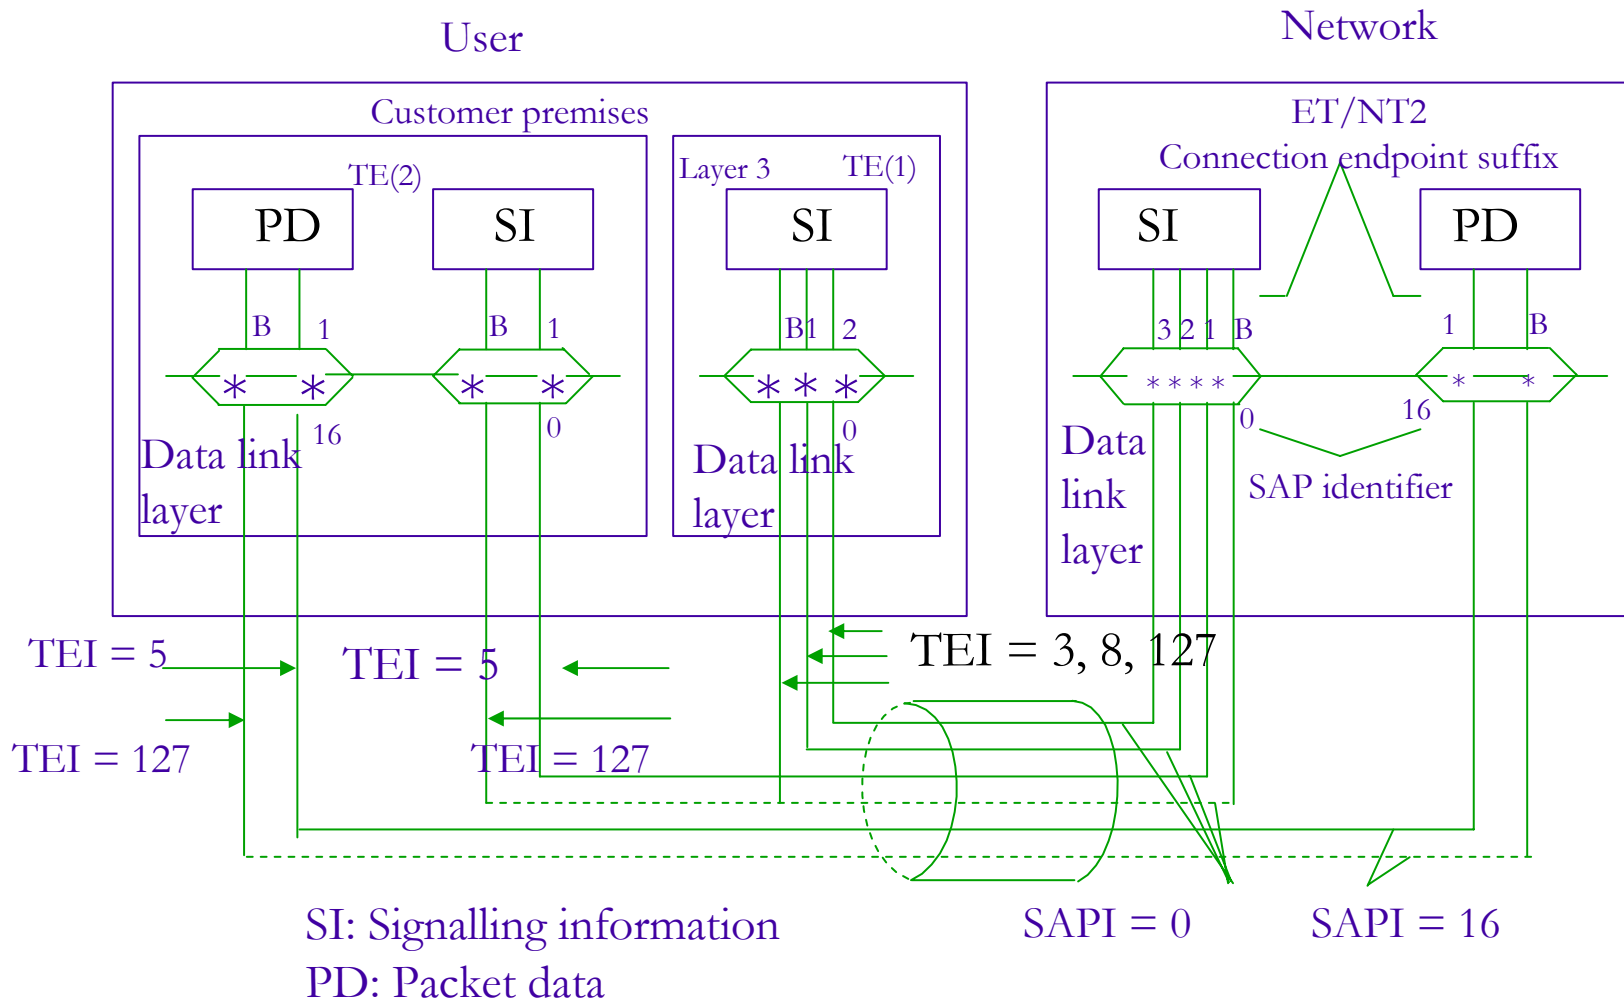 User
Network
Customer premises
ET/NT2
Connection endpoint suffix
TE(2)
Layer 3
TE(1)
PD
SI
SI
SI
PD
B
1
B
1
B1
2
3
2
1
B
1
B
* *
* *
* * *
* * * *
* *
16
0
0
0
16
Data link
layer
Data link
layer
Data
link
layer
SAP identifier
TEI = 5
TEI = 5
TEI = 3, 8, 127
TEI = 127
TEI = 127
SI: Signalling information
PD: Packet data
SAPI = 0
SAPI = 16